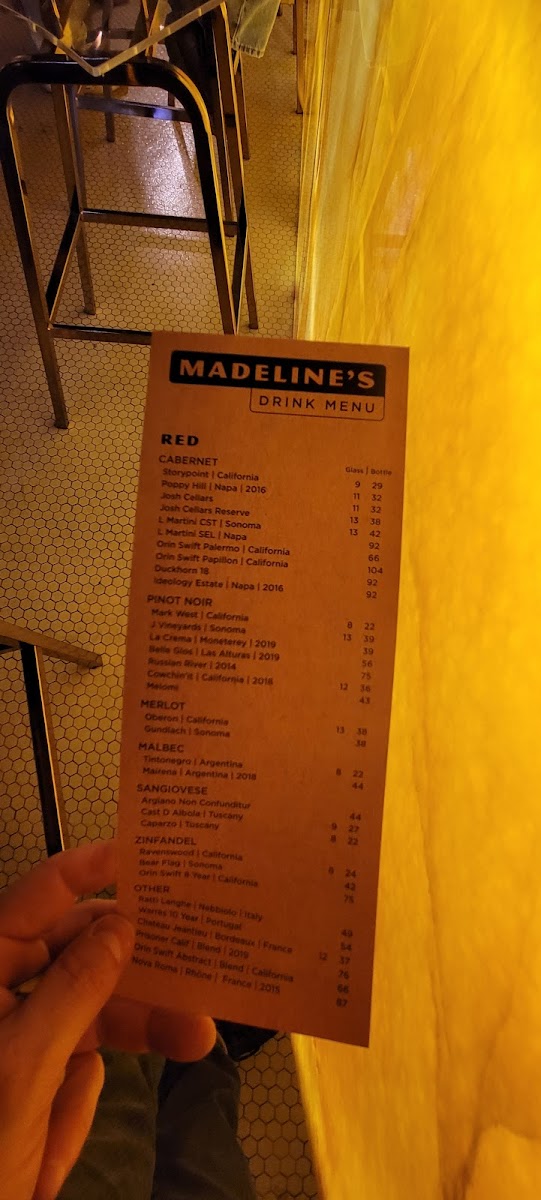 MADELINE'S
DRINK MENU
RED
Glass | Bottle
CABERNET
Storypoint | California 9 29
Poppy Hill | Napa | 2016 11 32
Josh Cellars 11 32
Josh Cellars Reserve 13 38
L Martini CST | Sonoma 13 42
L Martini SEL | Napa 92
Orin Swift Palermo | California 66
Orin Swift Papillon | California 104
Duckhorn 18 92
Ideology Estate | Napa | 2016 92
PINOT NOIR
Mark West | California 8 22
J Vineyards | Sonoma 13 39
La Crema | Moneterey | 2019 39
Belle Glos | Las Alturas | 2019 56
Russian River | 2014 75
Cowchin'it | California | 2018 12 36
Meiomi 43
MERLOT
Oberon | California 13 38
Gundlach | Sonoma 38
MALBEC
Tintonegro | Argentina 8 22
Mairena | Argentina | 2018 44
SANGIOVESE
Argiano Non Confunditur 44
Cast D Albola | Tuscany 9 27
Caparzo | Tuscany 8 22
ZINFANDEL
Ravenswood | California 8 24
Bear Flag | Sonoma 42
Orin Swift 8 Year | California 75
OTHER
Ratti Langhe | Nebbiolo | Italy 49
Warres 10 Year | Portugal 54
Chateau Jeantieu | Bordeaux | France 12 37
Prisoner Calif | Blend | 2019 76
Orin Swift Abstract | Blend | California 66
Nova Roma | Rhône | France | 2015 87